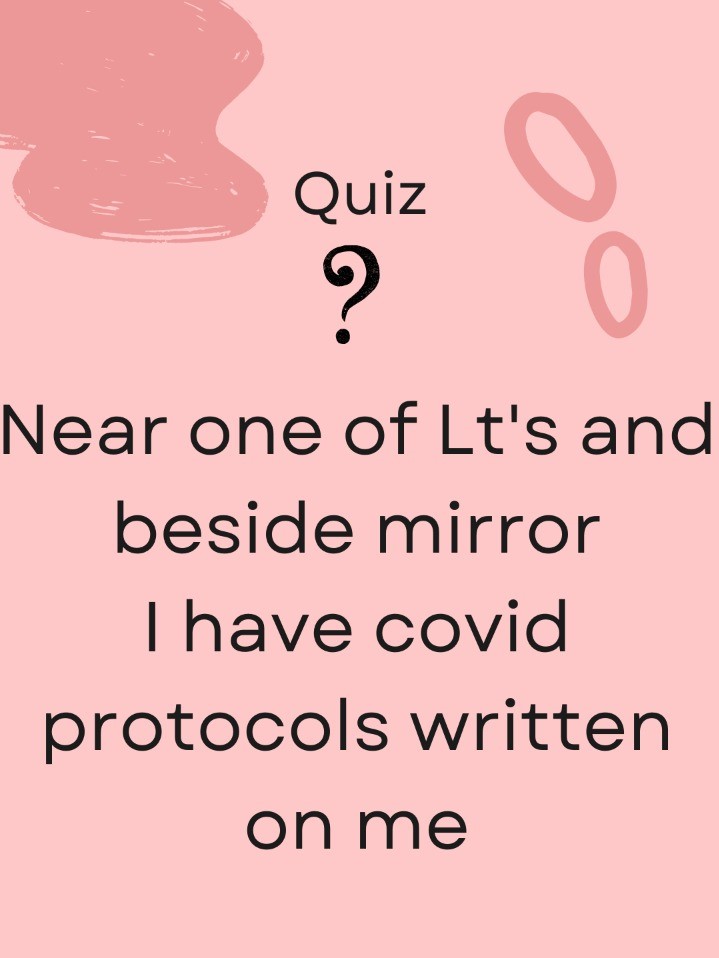 Quiz
?
Near one of Lt's and
beside mirror
I have covid
protocols written
on me